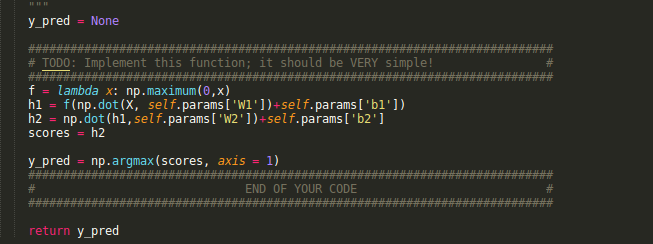 """
y_pred = None
###########################################################################
# TODO: Implement this function; it should be VERY simple!                #
###########################################################################
f = lambda x: np.maximum(0,x)
h1 = f(np.dot(X, self.params['W1'])+self.params['b1'])
h2 = np.dot(h1,self.params['W2'])+self.params['b2']
scores = h2
y_pred = np.argmax(scores, axis = 1)
###########################################################################
#                              END OF YOUR CODE                           #
###########################################################################
return y_pred